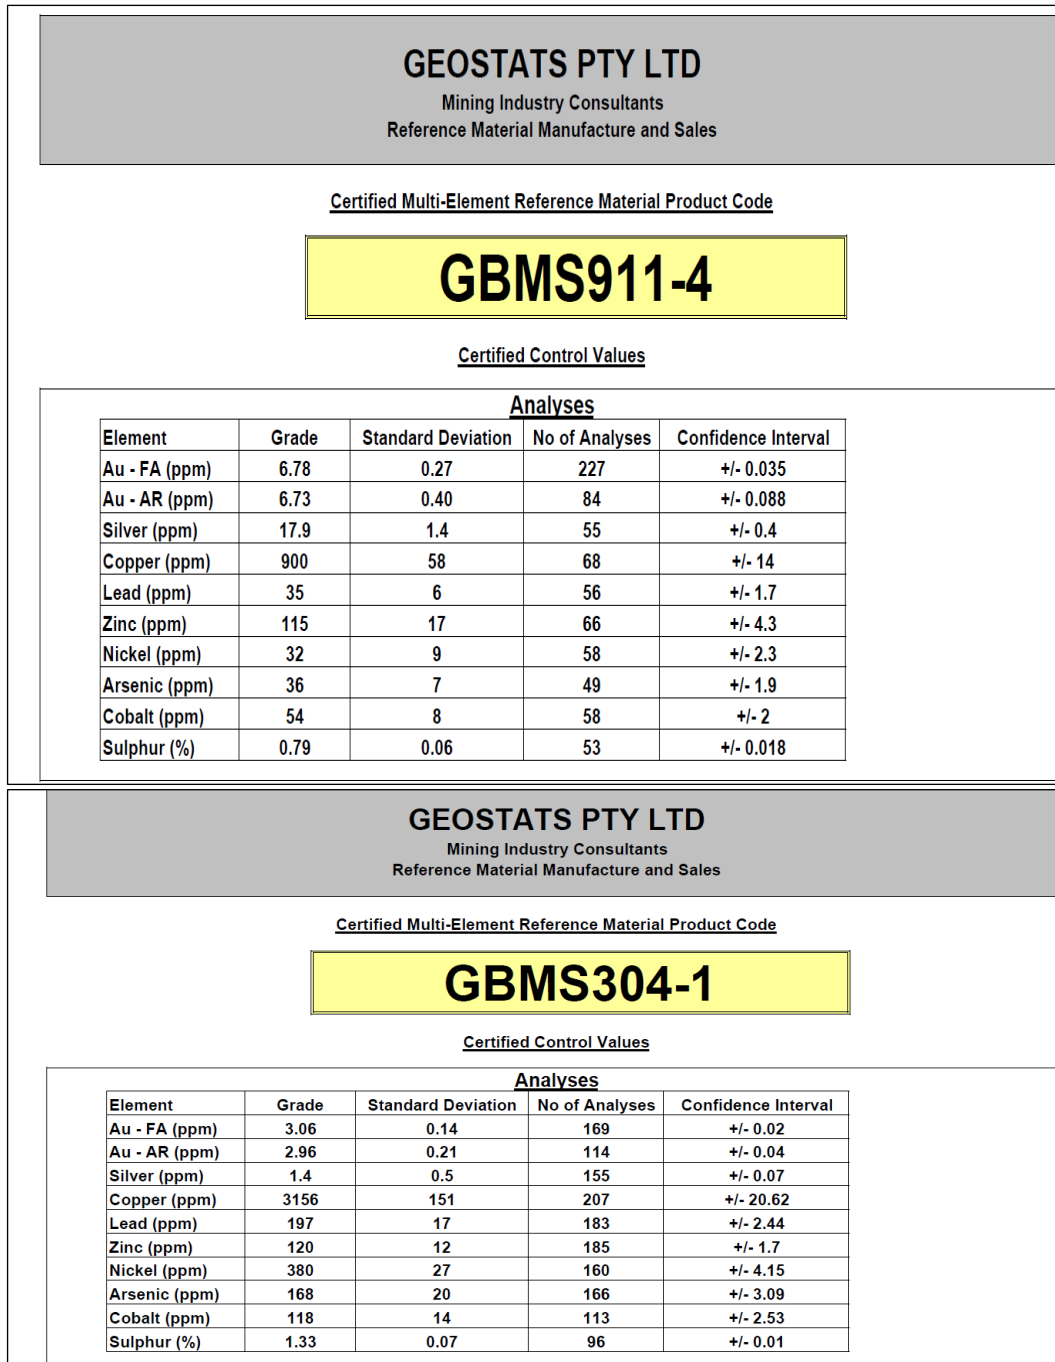 GEOSTATS PTY LTD
Mining Industry Consultants
Reference Material Manufacture and Sales
Certified Multi-Element Reference Material Product Code
GBMS911-4
Certified Control Values
Analyses
Element Grade Standard Deviation No of Analyses Confidence Interval
Au - FA (ppm) 6.78 0.27 227 +/- 0.035
Au - AR (ppm) 6.73 0.40 84 +/- 0.088
Silver (ppm) 17.9 1.4 55 +/- 0.4
Copper (ppm) 900 58 68 +/- 14
Lead (ppm) 35 6 56 +/- 1.7
Zinc (ppm) 115 17 66 +/- 4.3
Nickel (ppm) 32 9 58 +/- 2.3
Arsenic (ppm) 36 7 49 +/- 1.9
Cobalt (ppm) 54 8 58 +/- 2
Sulphur (%) 0.79 0.06 53 +/- 0.018
GEOSTATS PTY LTD
Mining Industry Consultants
Reference Material Manufacture and Sales
Certified Multi-Element Reference Material Product Code
GBMS304-1
Certified Control Values
Analyses
Element Grade Standard Deviation No of Analyses Confidence Interval
Au - FA (ppm) 3.06 0.14 169 +/- 0.02
Au - AR (ppm) 2.96 0.21 114 +/- 0.04
Silver (ppm) 1.4 0.5 155 +/- 0.07
Copper (ppm) 3156 151 207 +/- 20.62
Lead (ppm) 197 17 183 +/- 2.44
Zinc (ppm) 120 12 185 +/- 1.7
Nickel (ppm) 380 27 160 +/- 4.15
Arsenic (ppm) 168 20 166 +/- 3.09
Cobalt (ppm) 118 14 113 +/- 2.53
Sulphur (%) 1.33 0.07 96 +/- 0.01